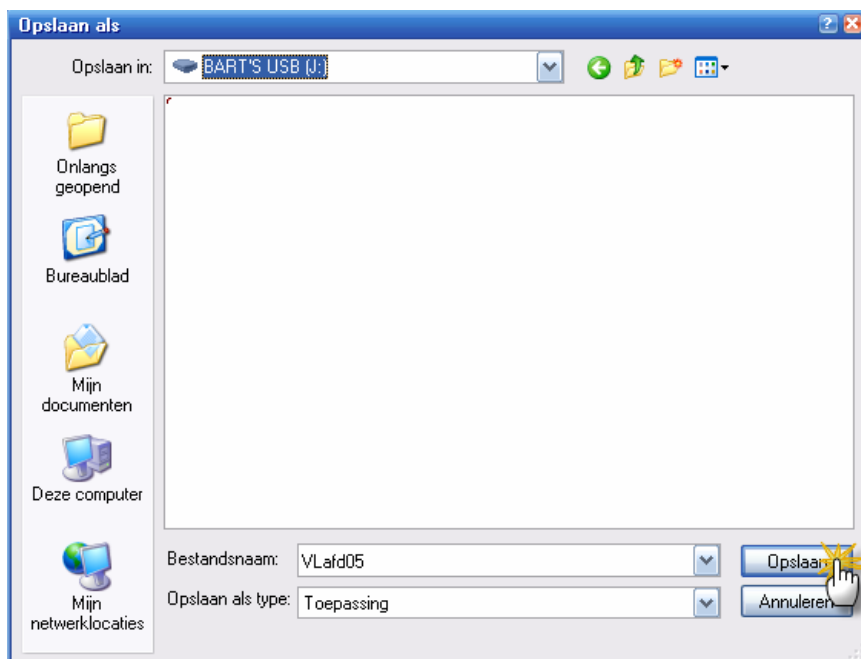 Opslaan als
Opslaan in:
BART'S USB (J:)
Onlangs
geopend
Bureaublad
Mijn
documenten
Deze computer
Mijn
netwerklocaties
Bestandsnaam:
VLafd05
Opslaan
Opslaan als type:
Toepassing
Annuleren